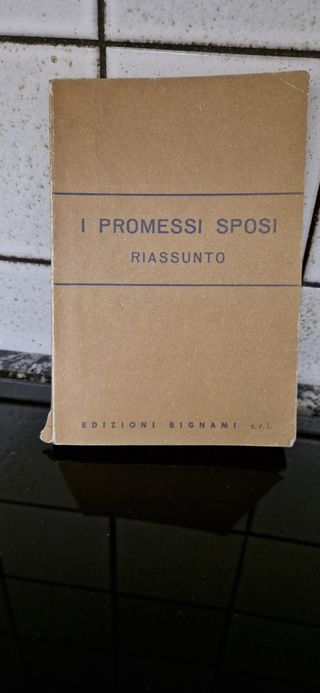 I PROMESSI SPOSI
RIASSUNTO
EDIZIONI BIGNAMI s.r.l.